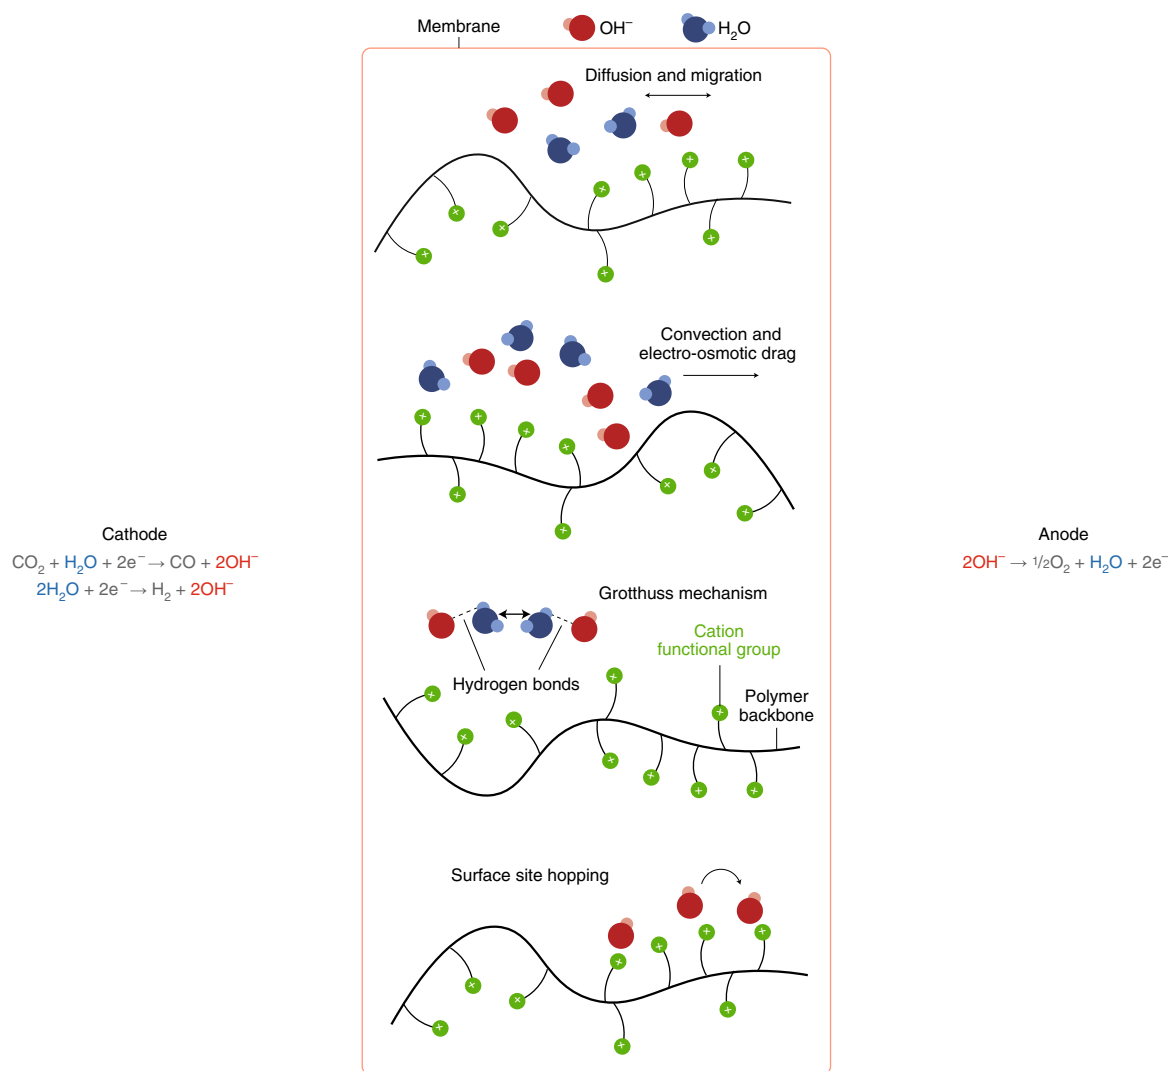 Membrane
OH⁻
H₂O
Diffusion and migration
Convection and
electro-osmotic drag
Cathode
CO₂ + H₂O + 2e⁻ → CO + 2OH⁻
2H₂O + 2e⁻ → H₂ + 2OH⁻
Anode
2OH⁻ → 1/2O₂ + H₂O + 2e⁻
Grotthuss mechanism
Hydrogen bonds
Cation
functional group
Polymer
backbone
Surface site hopping